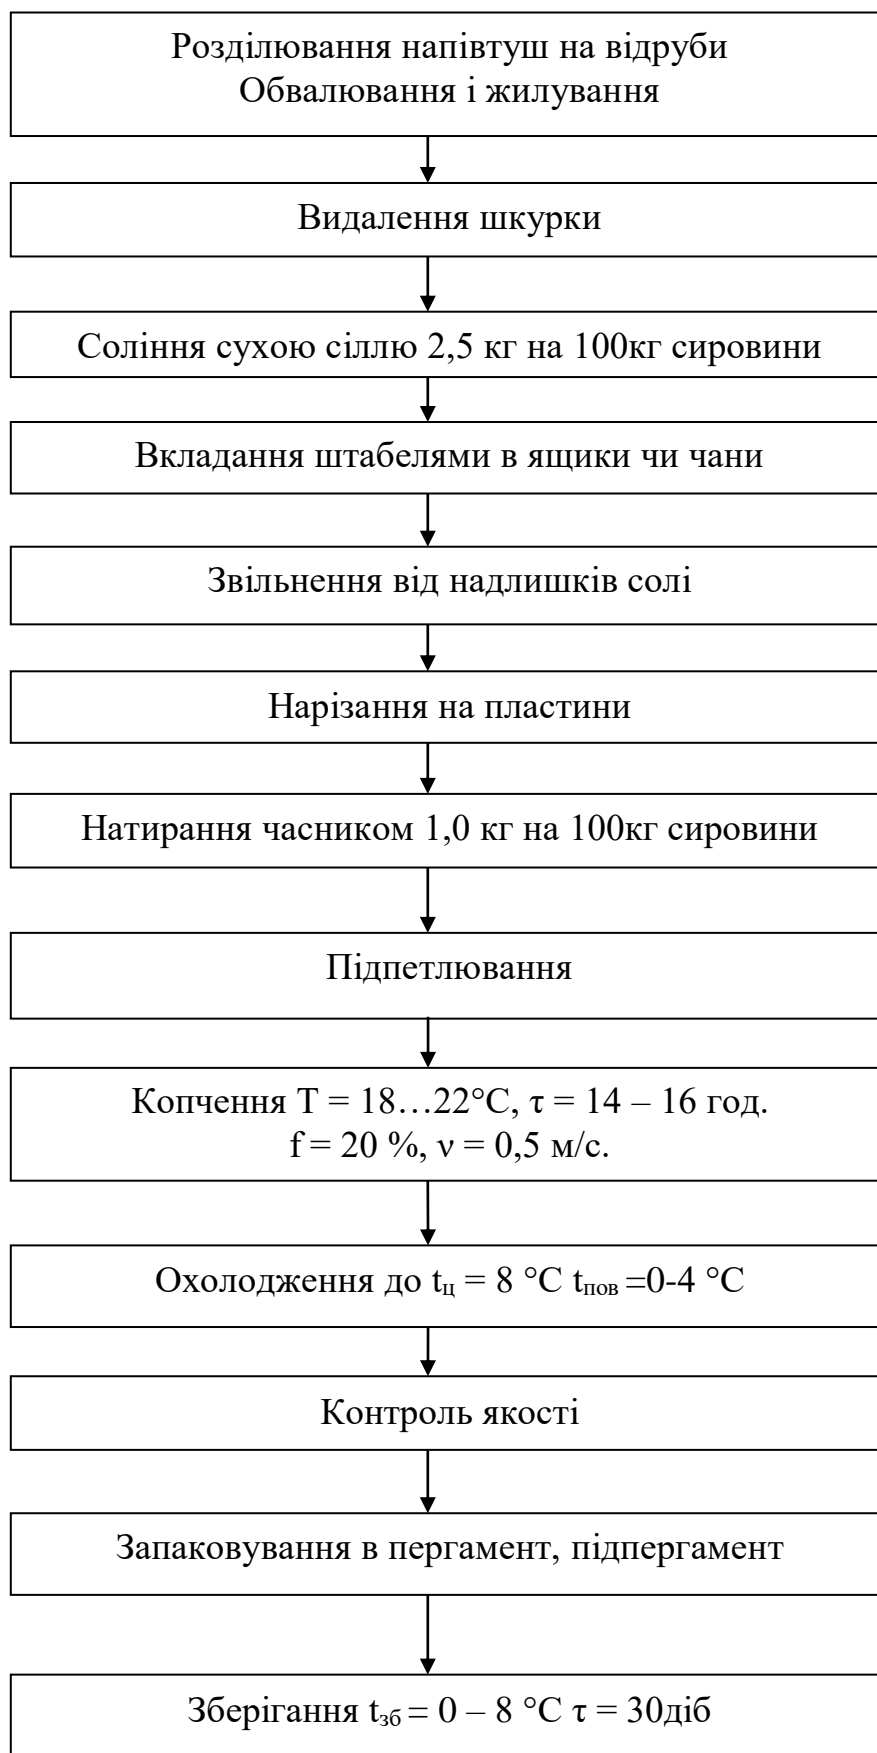 Розділювання напівтуш на відруби
Обвалювання і жилування
Видалення шкурки
Соління сухою сіллю 2,5 кг на 100кг сировини
Вкладання штабелями в ящики чи чани
Звільнення від надлишків солі
Нарізання на пластини
Натирання часником 1,0 кг на 100кг сировини
Підпетлювання
Копчення Т = 18…22°С, τ = 14 – 16 год.
f = 20 %, ν = 0,5 м/с.
Охолодження до tц = 8 °С tпов =0-4 °С
Контроль якості
Запаковування в пергамент, підпергамент
Зберігання tзб = 0 – 8 °С τ = 30діб